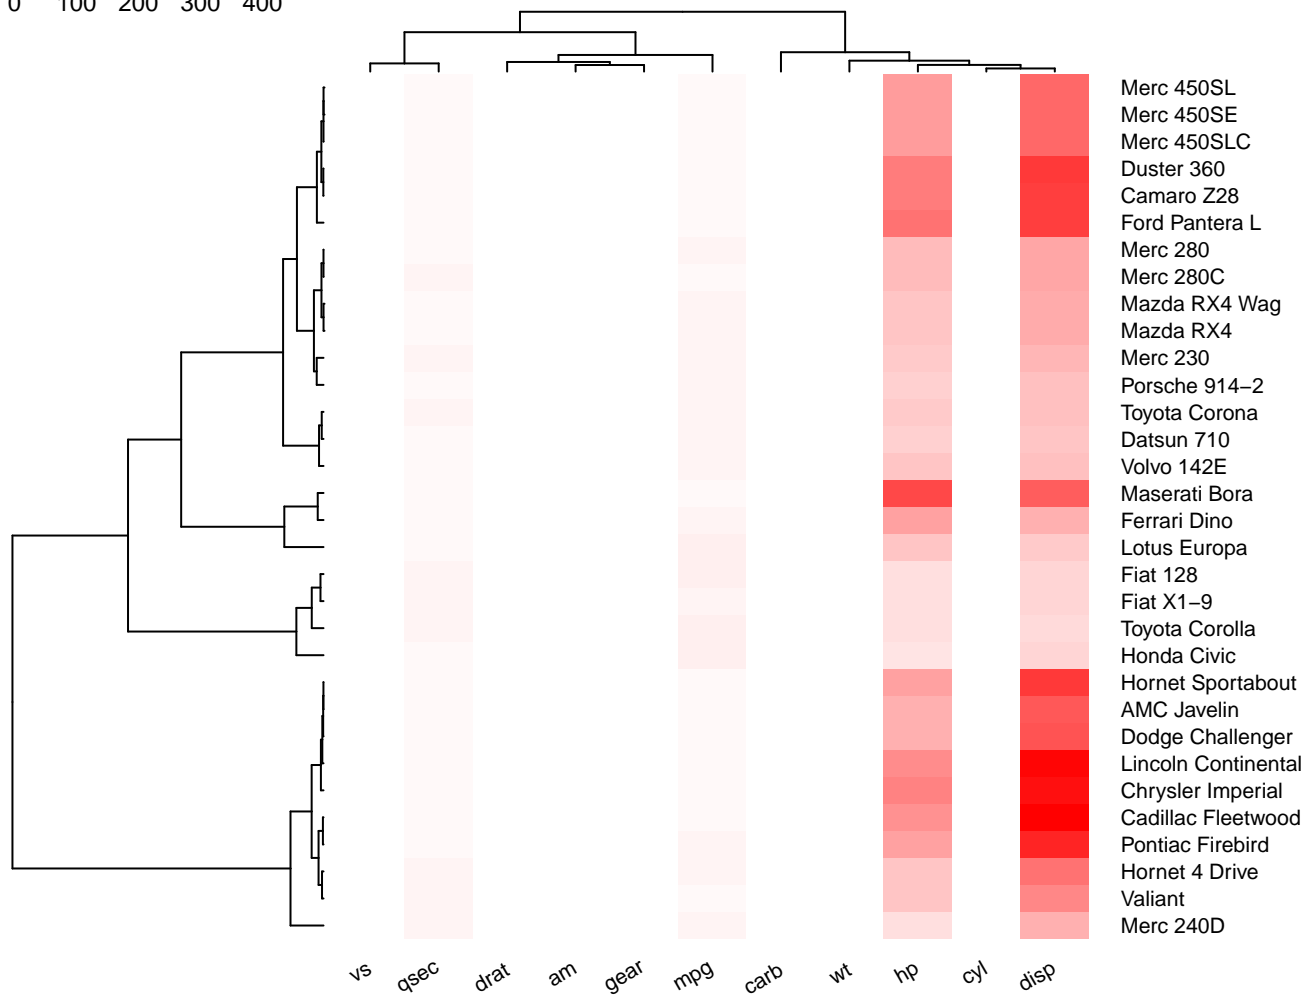 0 100 200 300 400
Merc 450SL
Merc 450SE
Merc 450SLC
Duster 360
Camaro Z28
Ford Pantera L
Merc 280
Merc 280C
Mazda RX4 Wag
Mazda RX4
Merc 230
Porsche 914−2
Toyota Corona
Datsun 710
Volvo 142E
Maserati Bora
Ferrari Dino
Lotus Europa
Fiat 128
Fiat X1−9
Toyota Corolla
Honda Civic
Hornet Sportabout
AMC Javelin
Dodge Challenger
Lincoln Continental
Chrysler Imperial
Cadillac Fleetwood
Pontiac Firebird
Hornet 4 Drive
Valiant
Merc 240D
vs qsec drat am gear mpg carb wt hp cyl disp